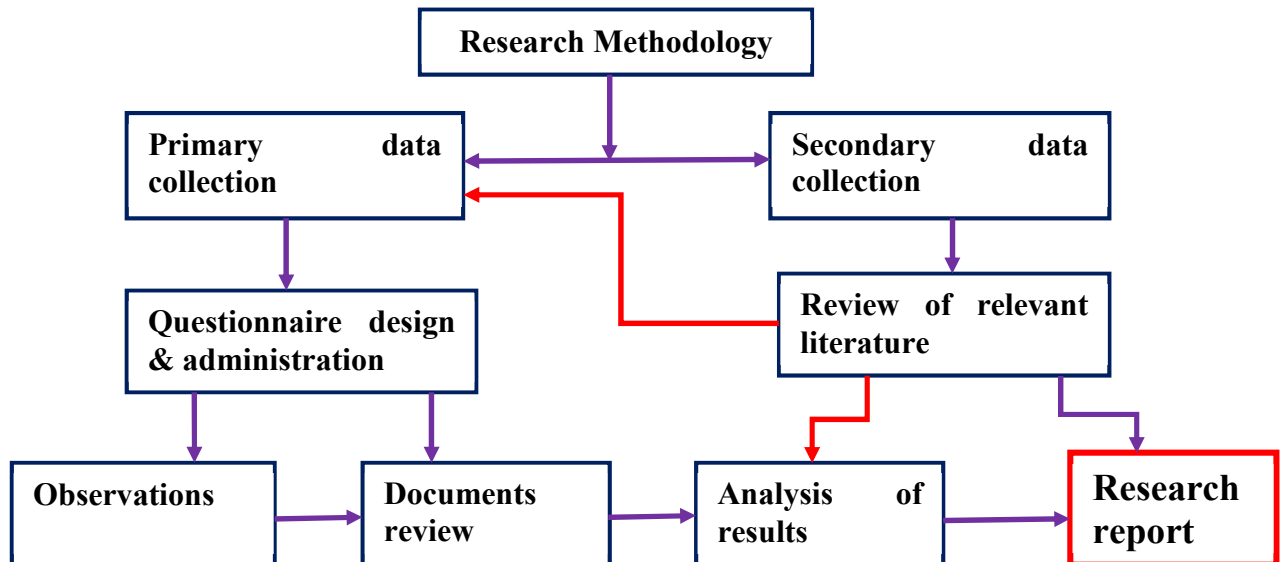 Research Methodology
Primary data
collection
Secondary data
collection
Questionnaire design
& administration
Review of relevant
literature
Observations
Documents
review
Analysis of
results
Research
report